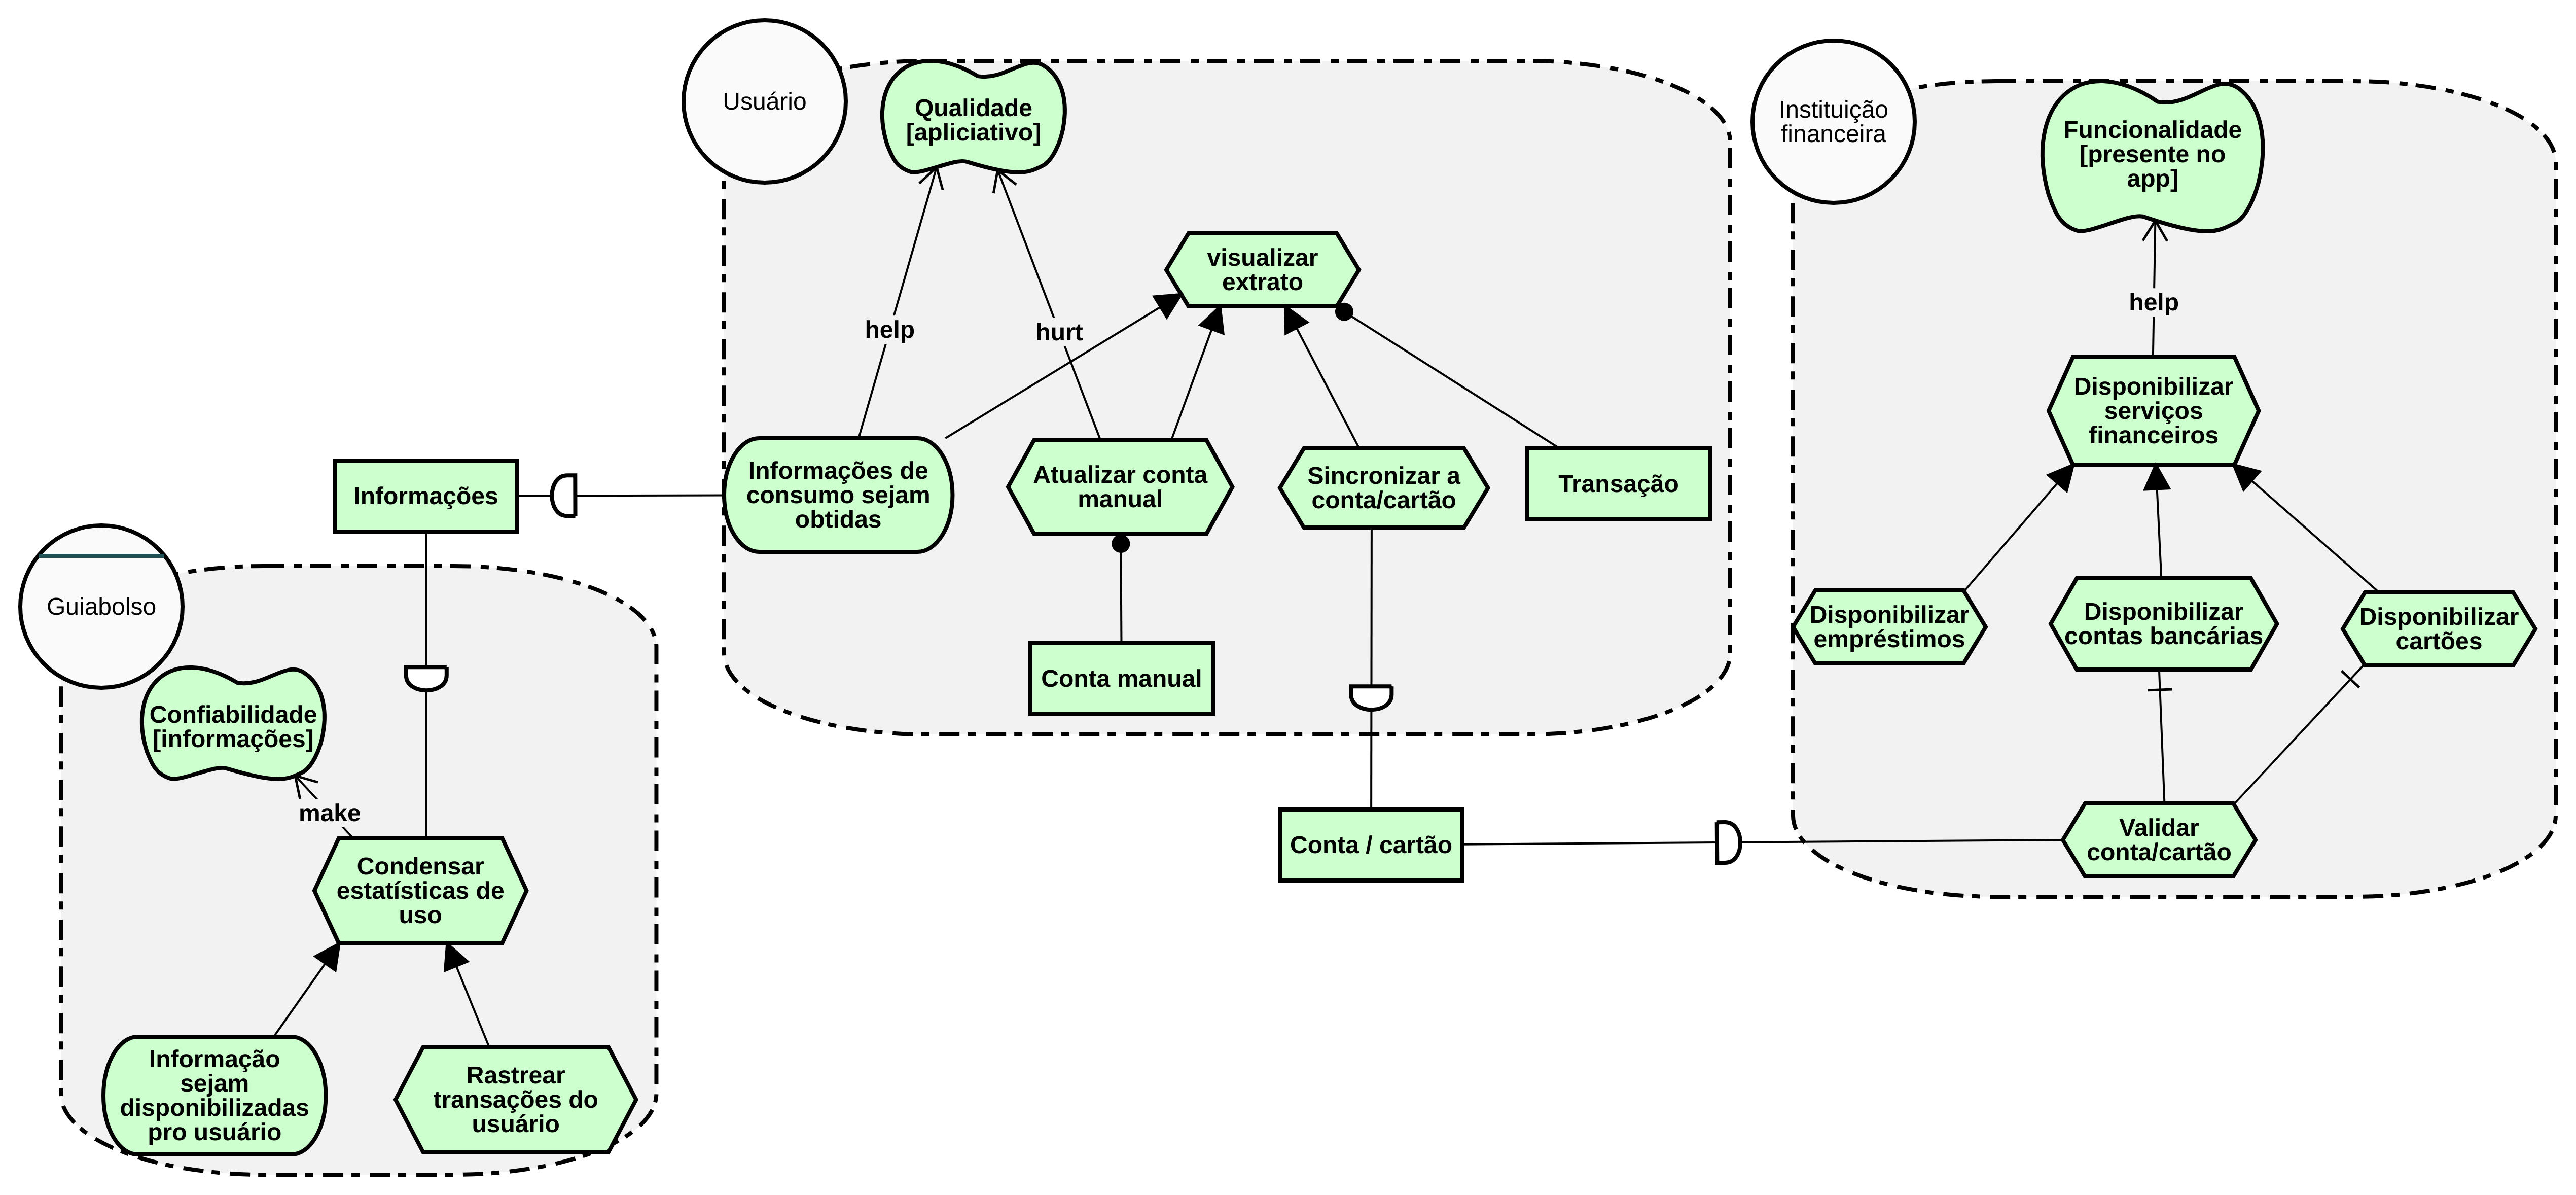 Usuário
Qualidade
[apliciativo]
help
hurt
visualizar
extrato
Informações de
consumo sejam
obtidas
Atualizar conta
manual
Sincronizar a
conta/cartão
Transação
Conta manual
Instituição
financeira
Funcionalidade
[presente no
app]
help
Disponibilizar
serviços
financeiros
Disponibilizar
empréstimos
Disponibilizar
contas bancárias
Disponibilizar
cartões
Validar
conta/cartão
Conta / cartão
Informações
Guiabolso
Confiabilidade
[informações]
make
Condensar
estatísticas de
uso
Informação
sejam
disponibilizadas
pro usuário
Rastrear
transações do
usuário